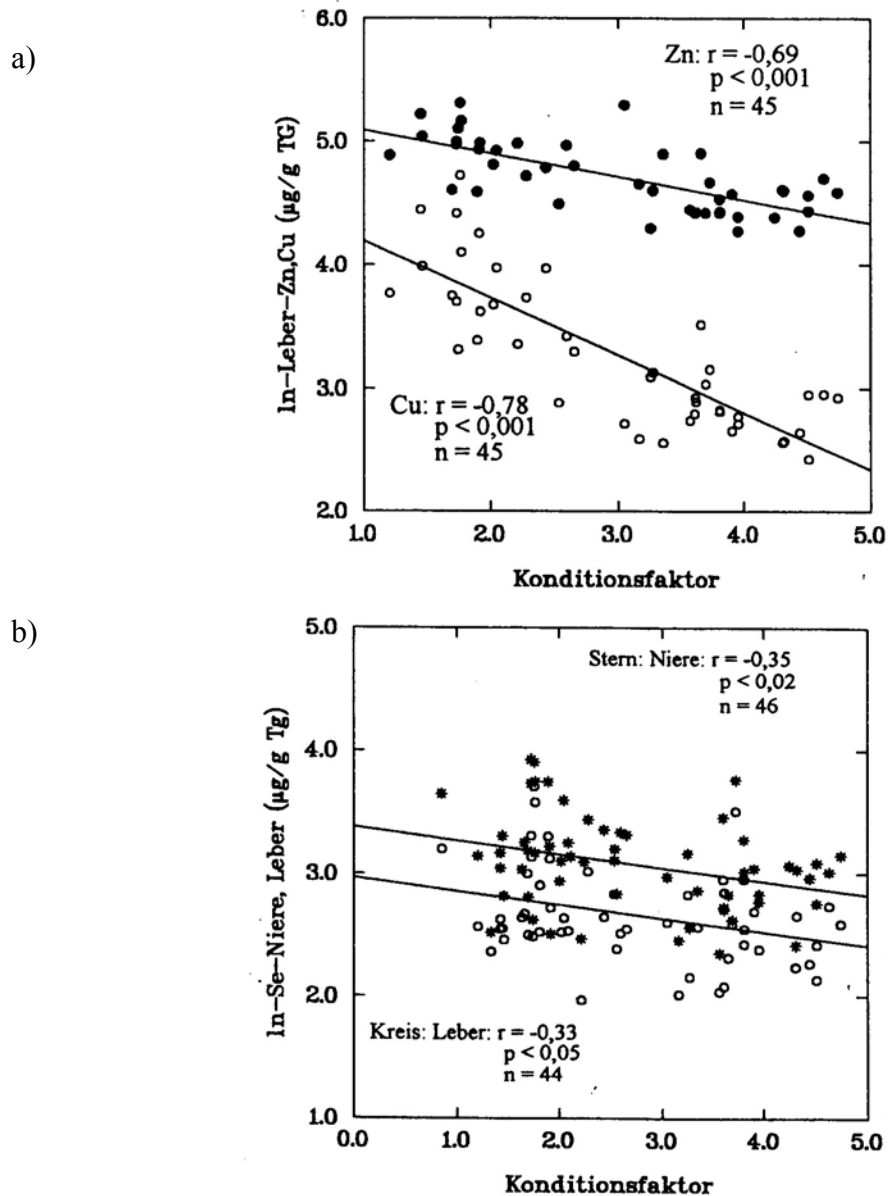 a)
6.0
5.0
4.0
3.0
2.0
ln-Leber-Zn,Cu (µg/g TG)
Zn: r = -0,69
p < 0,001
n = 45
Cu: r = -0,78
p < 0,001
n = 45
1.0 2.0 3.0 4.0 5.0
Konditionsfaktor
b)
5.0
4.0
3.0
2.0
1.0
ln-Se-Niere, Leber (µg/g Tg)
Stern: Niere: r = -0,35
p < 0,02
n = 46
Kreis: Leber: r = -0,33
p < 0,05
n = 44
0.0 1.0 2.0 3.0 4.0 5.0
Konditionsfaktor